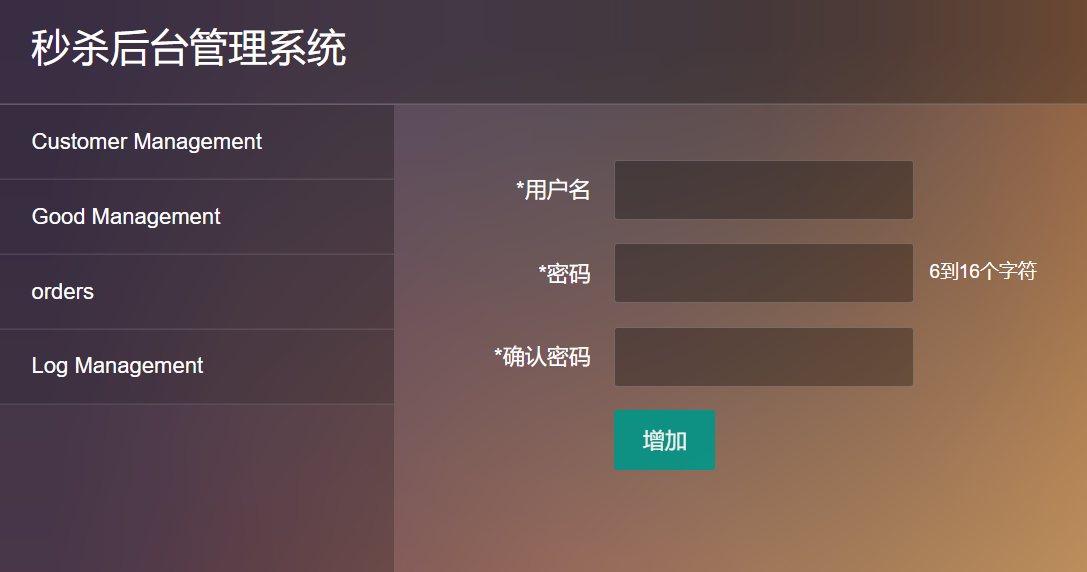 秒杀后台管理系统
Customer Management
Good Management
orders
Log Management
*用户名
*密码
6到16个字符
*确认密码
增加